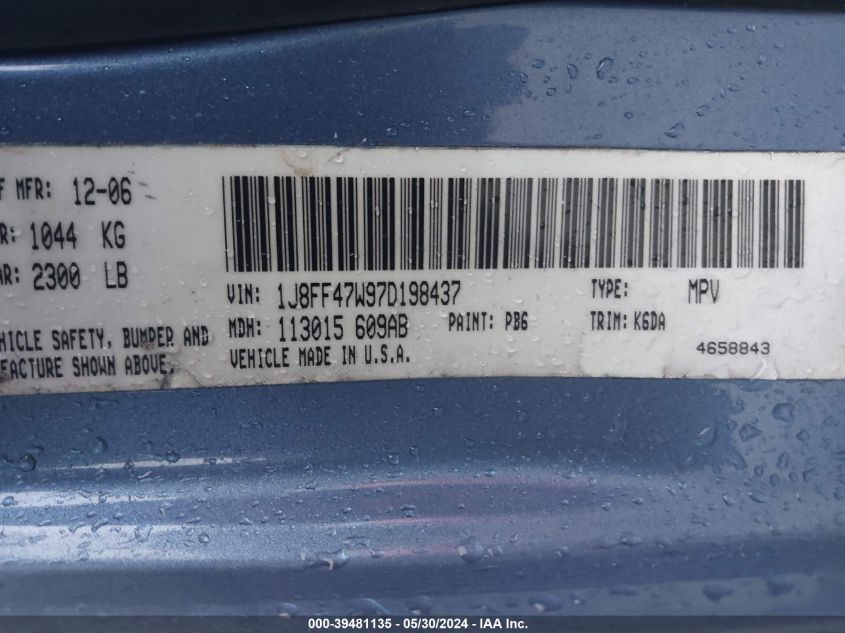 F MFR: 12-06
R: 1044 KG
AR: 2300 LB
VIN: 1J8FF47W97D198437 TYPE: MPV
MDH: 113015 609AB PAINT: PB6 TRIM: K6DA
EHICLE SAFETY, BUMPER AND VEHICLE MADE IN U.S.A. 4658843
FACTURE SHOWN ABOVE.
000-39481135 - 05/30/2024 - IAA Inc.